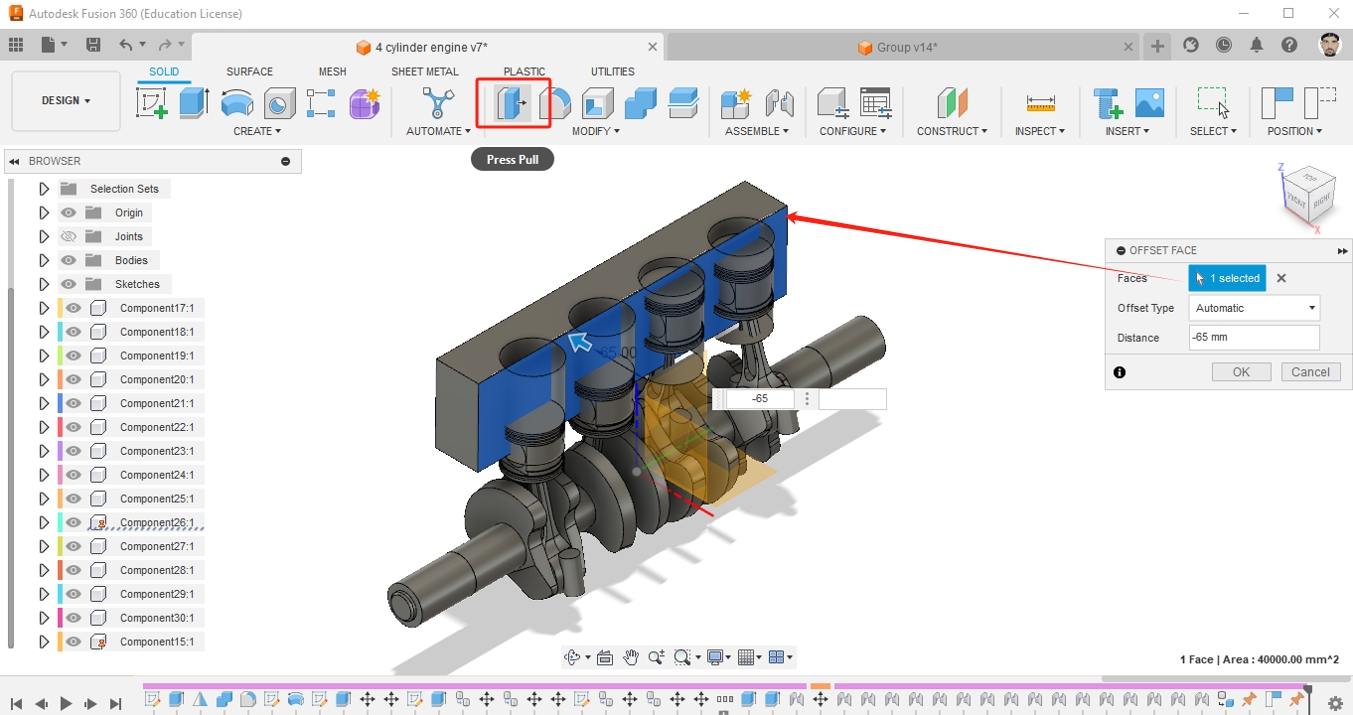 Autodesk Fusion 360 (Education License)
4 cylinder engine v7*
Group v14*
SOLID SURFACE MESH SHEET METAL PLASTIC UTILITIES
DESIGN
CREATE AUTOMATE MODIFY ASSEMBLE CONFIGURE CONSTRUCT INSPECT INSERT SELECT POSITION
Press Pull
BROWSER
Selection Sets
Origin
Joints
Bodies
Sketches
Component17:1
Component18:1
Component19:1
Component20:1
Component21:1
Component22:1
Component23:1
Component24:1
Component25:1
Component26:1
Component27:1
Component28:1
Component29:1
Component30:1
Component15:1
-65.00
-65
Z
TOP
FRONT
RIGHT
X
OFFSET FACE
Faces 1 selected
Offset Type Automatic
Distance -65 mm
OK Cancel
1 Face | Area : 40000.00 mm^2